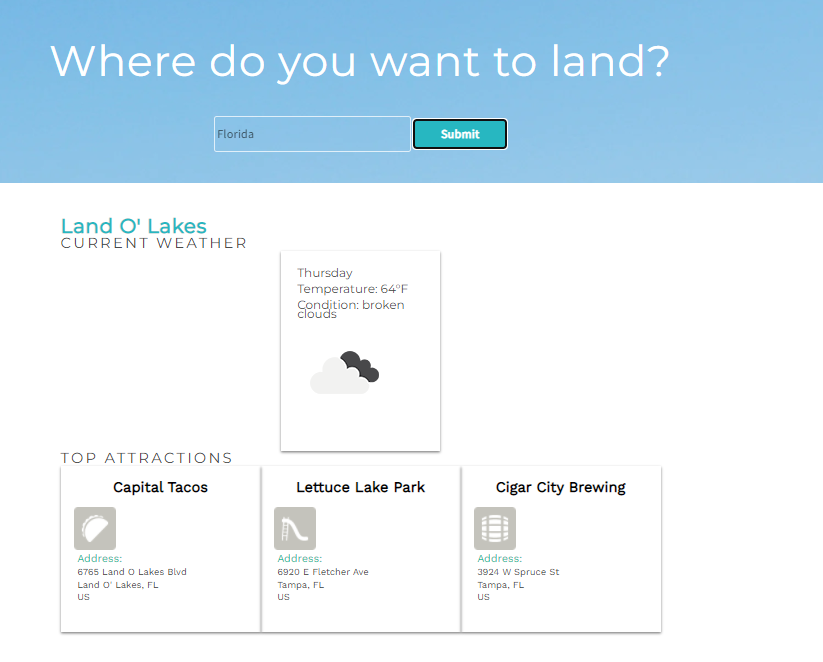 Where do you want to land?
Florida
Submit
Land O' Lakes
CURRENT WEATHER
Thursday
Temperature: 64°F
Condition: broken
clouds
TOP ATTRACTIONS
Capital Tacos
Address:
6765 Land O Lakes Blvd
Land O' Lakes, FL
US
Lettuce Lake Park
Address:
6920 E Fletcher Ave
Tampa, FL
US
Cigar City Brewing
Address:
3924 W Spruce St
Tampa, FL
US